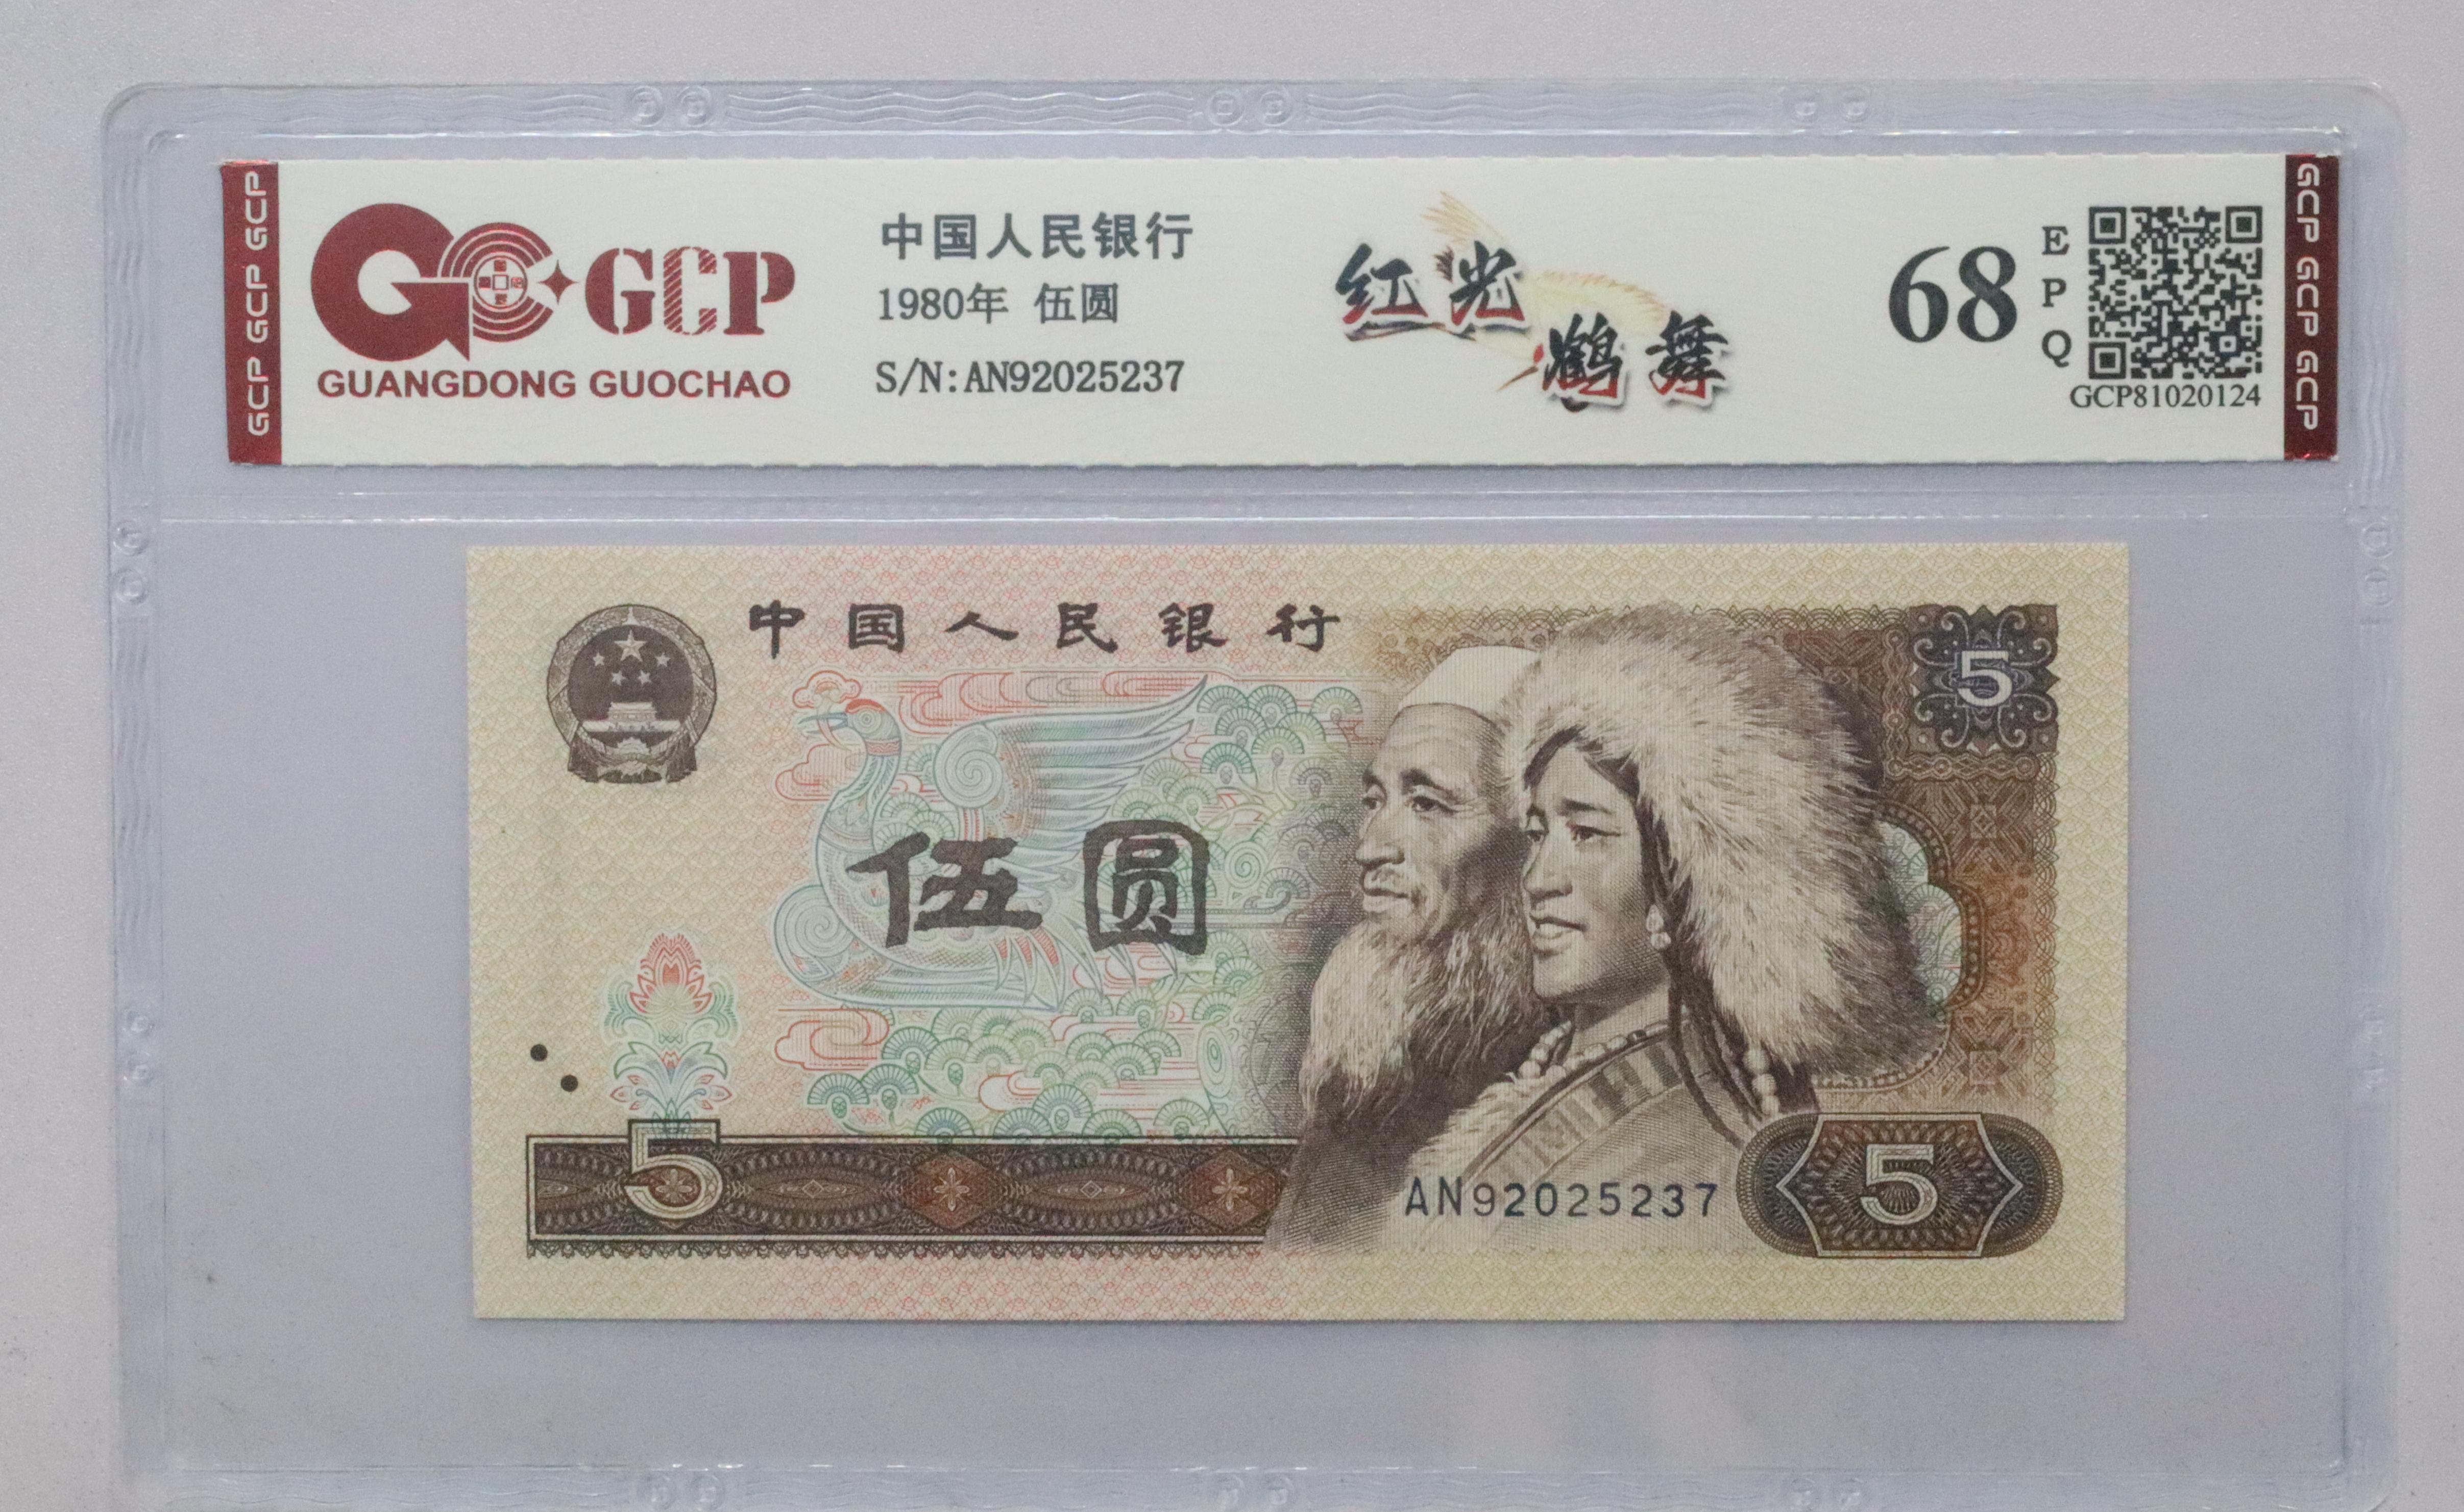 GCP GCP GCP
GCP
GUANGDONG GUOCHAO
中国人民银行
1980年 伍圆
S/N:AN92025237
红光
鹤舞
68
E
P
Q
GCP81020124
GCP GCP GCP
中国人民银行
5
伍圆
5
AN92025237
5